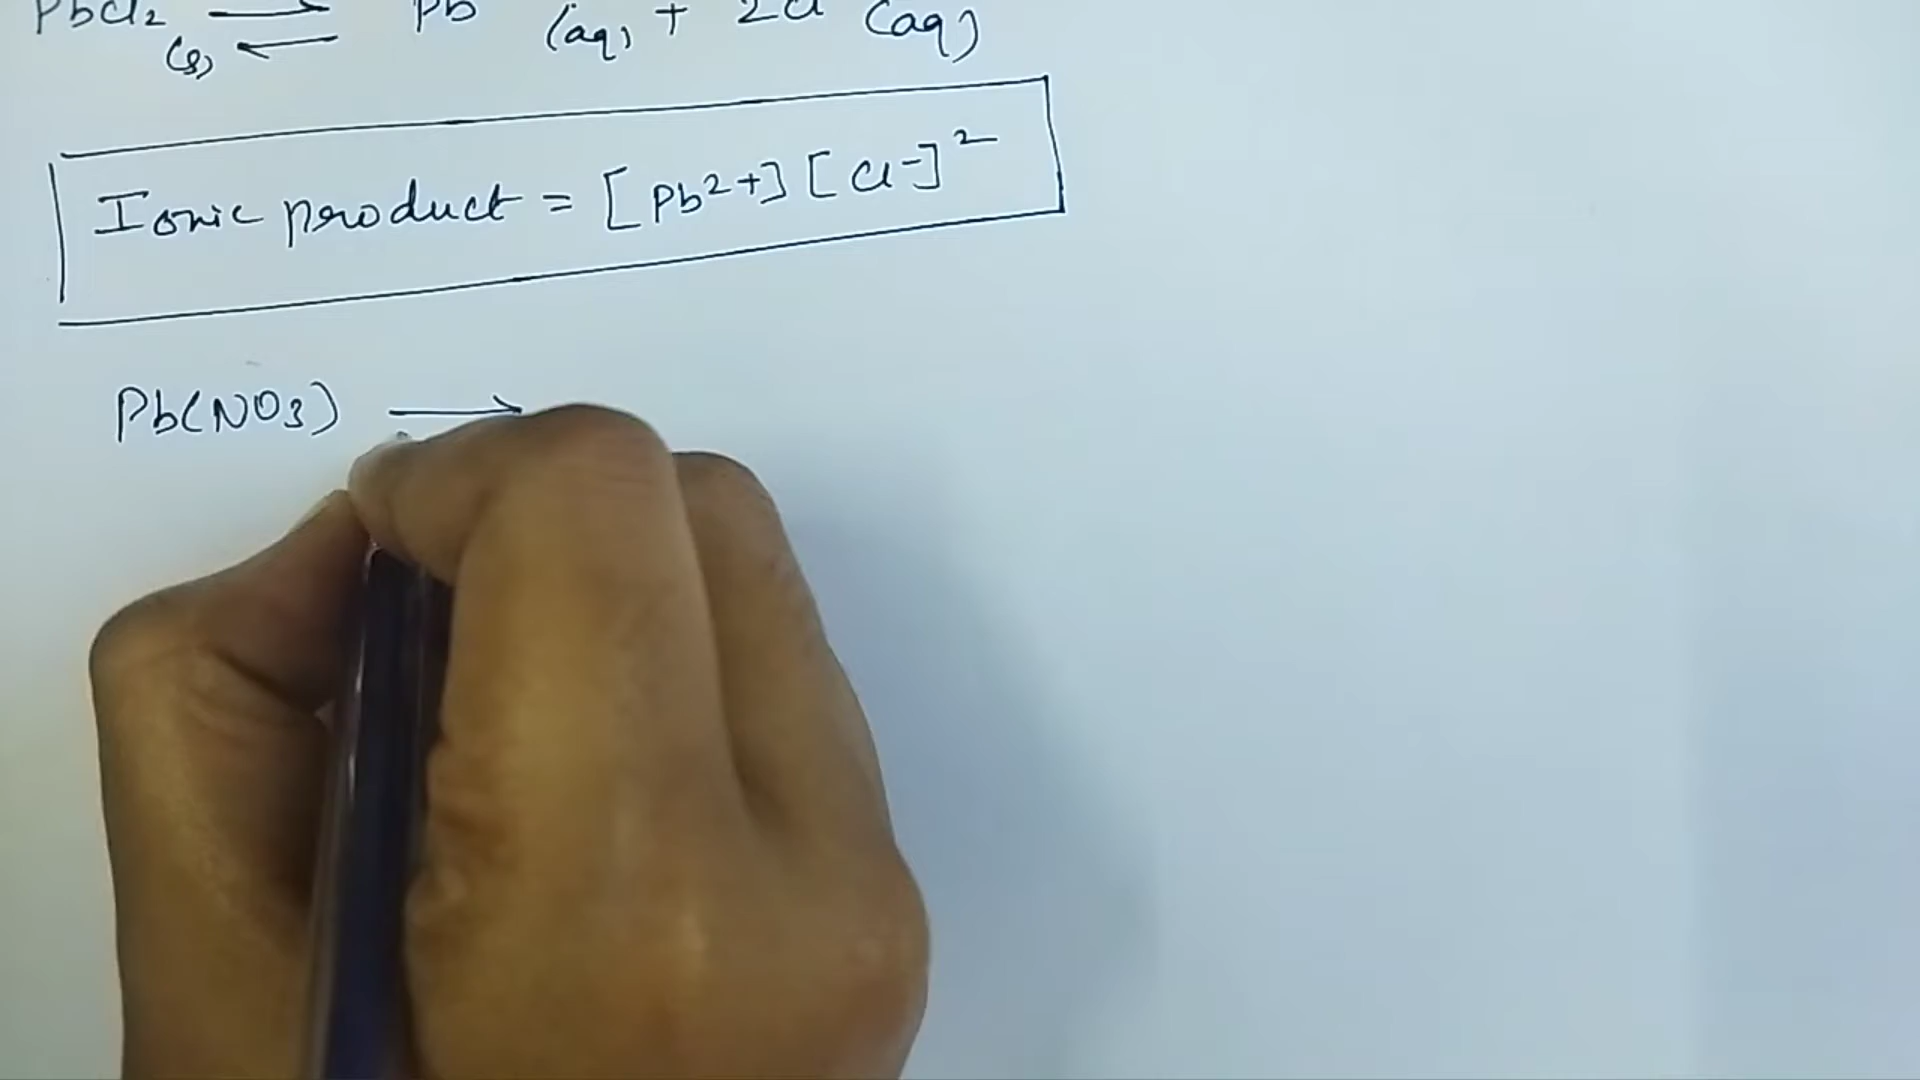 PbCl₂(s) ⇌ Pb (aq) + 2Cl (aq)
Ionic product = [Pb²⁺] [Cl⁻]²
Pb(NO₃) →